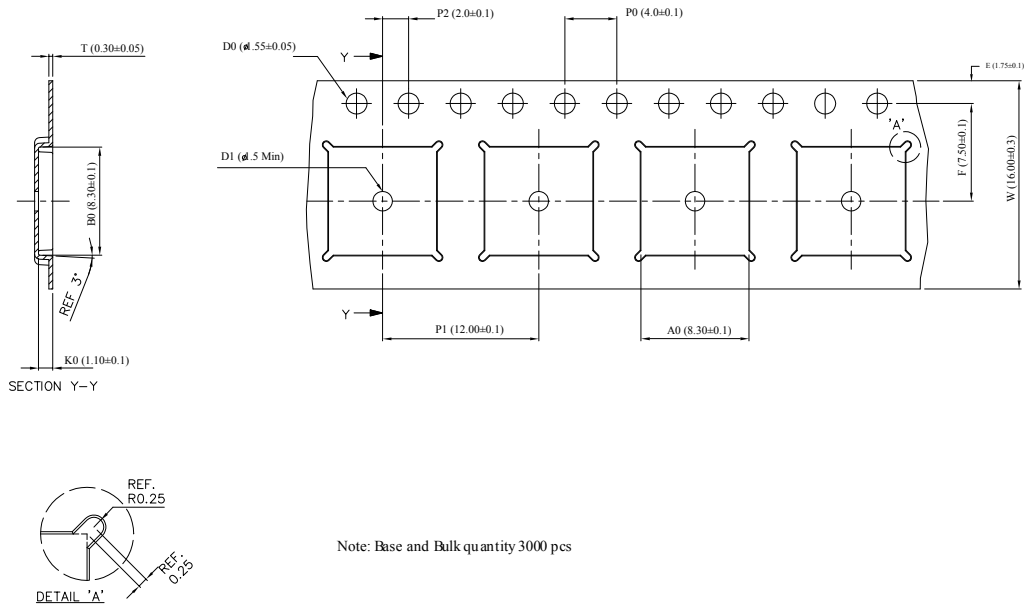 P2 (2.0±0.1)
P0 (4.0±0.1)
T (0.30±0.05)
D0 (ø1.55±0.05)
Y
E (1.75±0.1)
'A'
D1 (ø1.5 Min)
F (7.50±0.1)
W (16.00±0.3)
B0 (8.30±0.1)
REF 3°
Y
P1 (12.00±0.1)
A0 (8.30±0.1)
K0 (1.10±0.1)
SECTION Y-Y
REF.
R0.25
REF.
0.25
DETAIL 'A'
Note: Base and Bulk quantity 3000 pcs